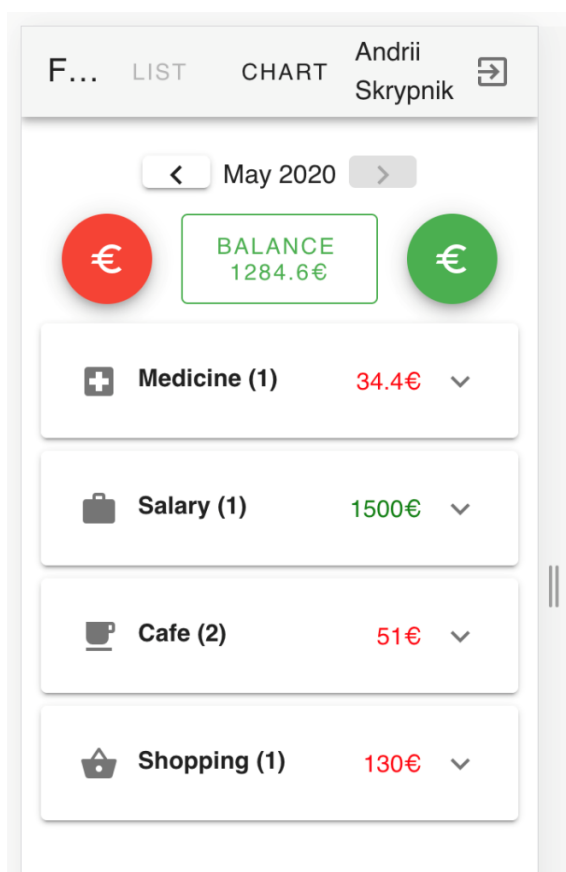 F... LIST CHART Andrii
Skrypnik
May 2020
€
BALANCE
1284.6€
€
Medicine (1) 34.4€
Salary (1) 1500€
Cafe (2) 51€
Shopping (1) 130€